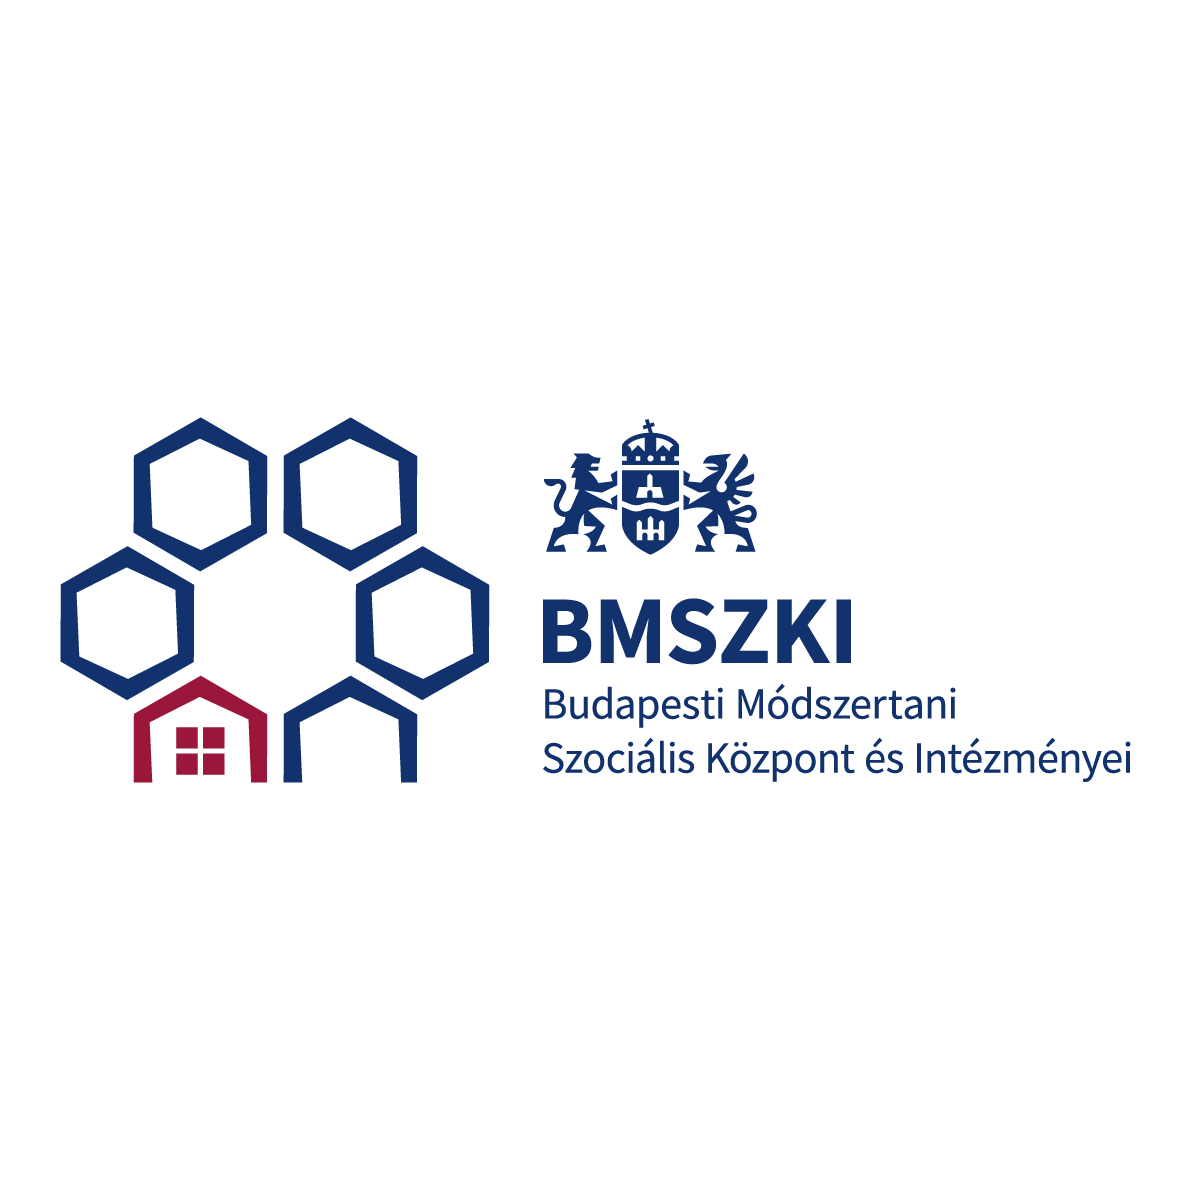 BMSZKI
Budapesti Módszertani
Szociális Központ és Intézményei